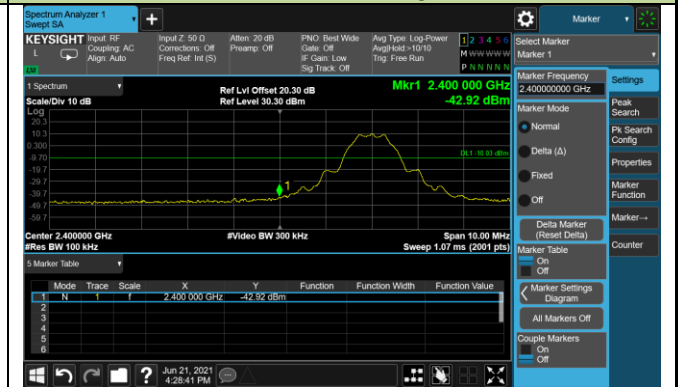 Spectrum Analyzer 1
Swept SA
Marker
KEYSIGHT
L
LM
Input: RF
Coupling: AC
Align: Auto
Input Z: 50 Ω
Corrections: Off
Freq Ref: Int (S)
Atten: 20 dB
Preamp: Off
PNO: Best Wide
Gate: Off
IF Gain: Low
Sig Track: Off
Avg Type: Log-Power
Avg|Hold:>10/10
Trig: Free Run
1 2 3 4 5 6
M W W W W W
P N N N N N
Select Marker
Marker 1
1 Spectrum
Scale/Div 10 dB
Ref Lvl Offset 20.30 dB
Ref Level 30.30 dBm
Mkr1 2.400 000 GHz
-42.92 dBm
Log
20.3
10.3
0.300
-9.70
-19.7
-29.7
-39.7
-49.7
-59.7
DL1 -10.03 dBm
1
Center 2.400000 GHz
#Res BW 100 kHz
#Video BW 300 kHz
Span 10.00 MHz
Sweep 1.07 ms (2001 pts)
5 Marker Table
Mode Trace Scale X Y Function Function Width Function Value
1 N 1 f 2.400 000 GHz -42.92 dBm
2
3
4
5
6
Marker Frequency
2.400000000 GHz
Marker Mode
Normal
Delta (Δ)
Fixed
Off
Delta Marker
(Reset Delta)
Marker Table
On
Off
Marker Settings
Diagram
All Markers Off
Couple Markers
On
Off
Settings
Peak
Search
Pk Search
Config
Properties
Marker
Function
Marker→
Counter
?
Jun 21, 2021
4:28:41 PM